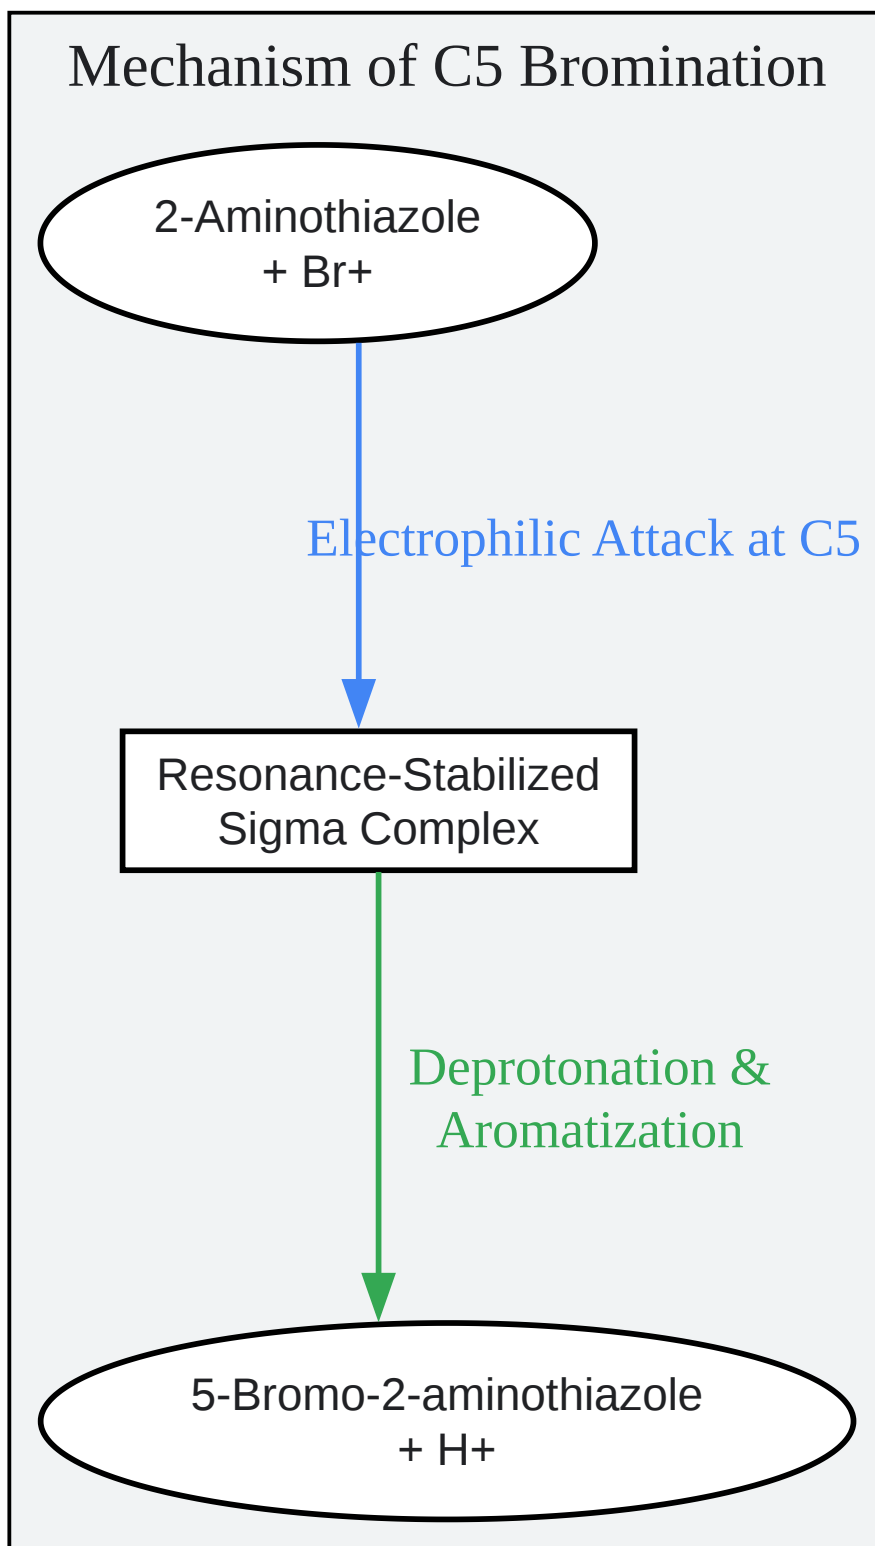 Mechanism of C5 Bromination
2-Aminothiazole
+ Br+
Electrophilic Attack at C5
Resonance-Stabilized
Sigma Complex
Deprotonation &
Aromatization
5-Bromo-2-aminothiazole
+ H+